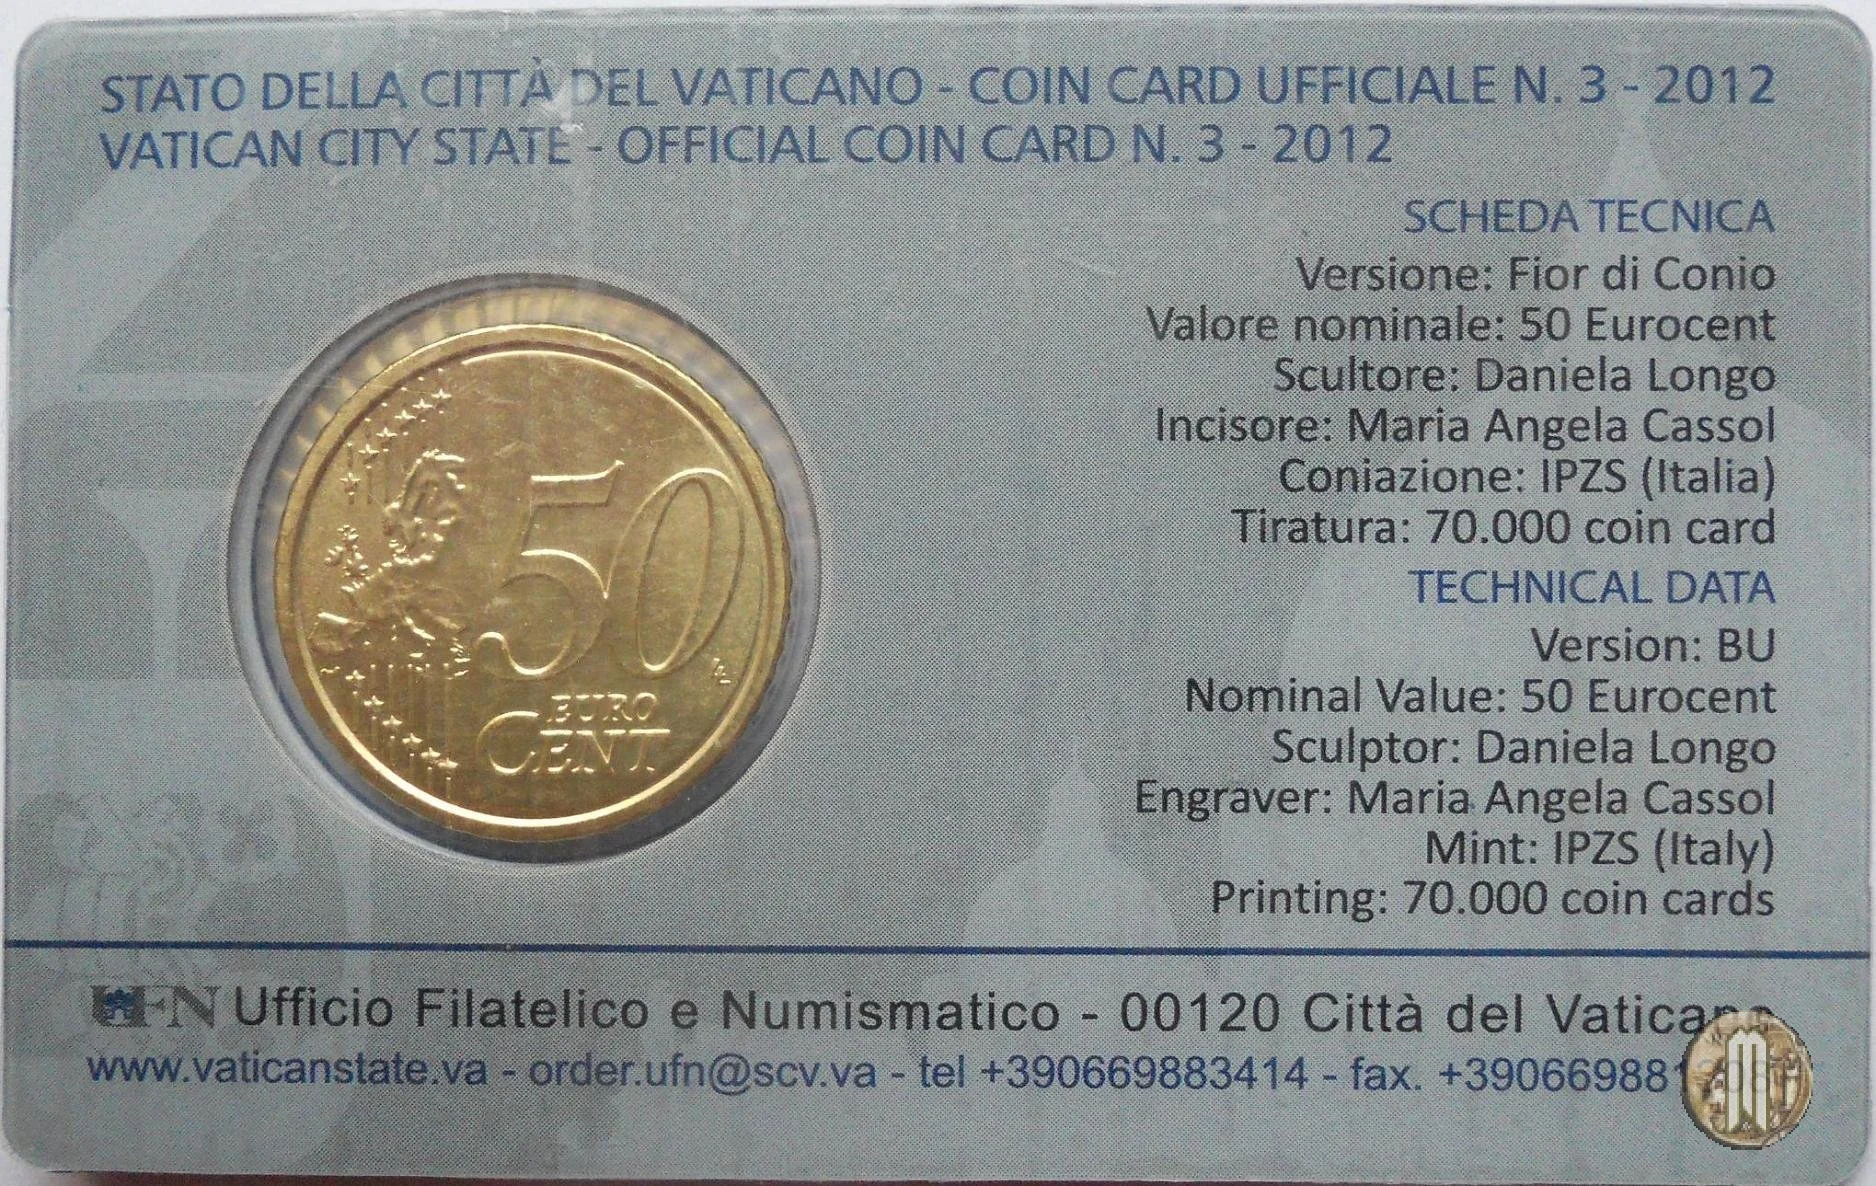 STATO DELLA CITTÀ DEL VATICANO - COIN CARD UFFICIALE N. 3 - 2012
VATICAN CITY STATE - OFFICIAL COIN CARD N. 3 - 2012
SCHEDA TECNICA
Versione: Fior di Conio
Valore nominale: 50 Eurocent
Scultore: Daniela Longo
Incisore: Maria Angela Cassol
Coniazione: IPZS (Italia)
Tiratura: 70.000 coin card
TECHNICAL DATA
Version: BU
Nominal Value: 50 Eurocent
Sculptor: Daniela Longo
Engraver: Maria Angela Cassol
Mint: IPZS (Italy)
Printing: 70.000 coin cards
50
EURO
CENT
UFN Ufficio Filatelico e Numismatico - 00120 Città del Vaticano
www.vaticanstate.va - order.ufn@scv.va - tel +390669883414 - fax.